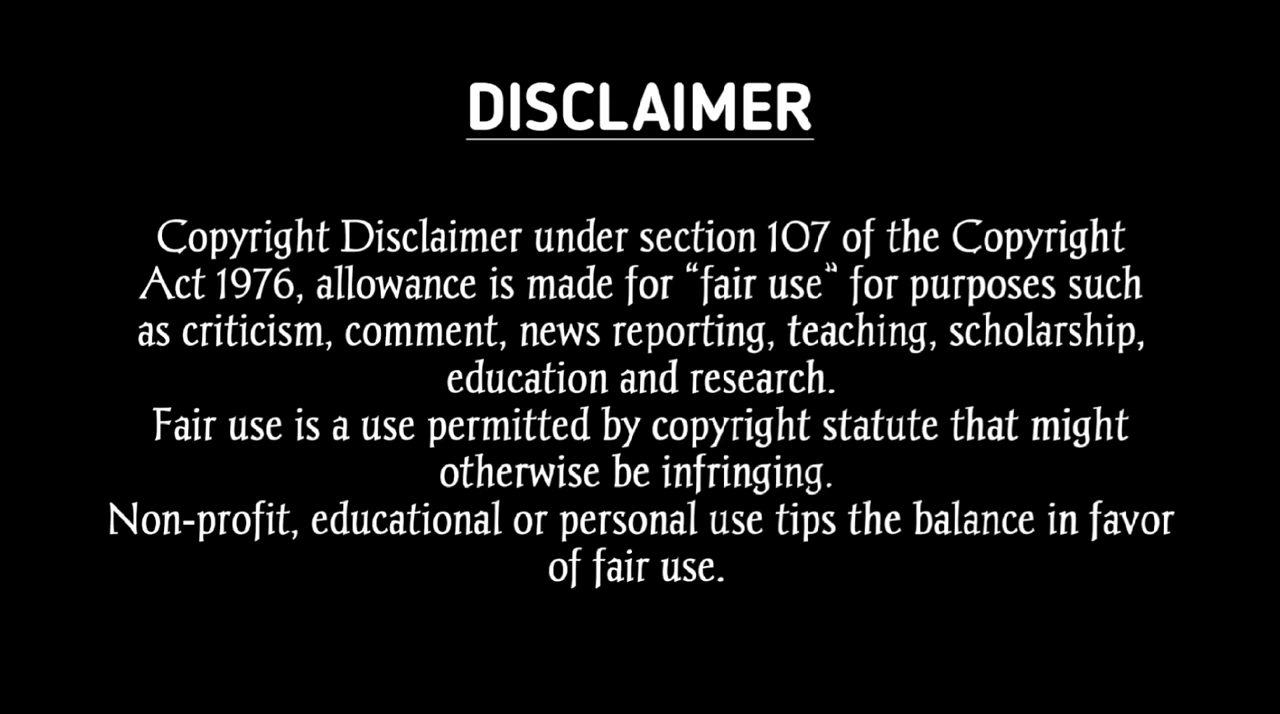 DISCLAIMER
Copyright Disclaimer under section 107 of the Copyright
Act 1976, allowance is made for “fair use” for purposes such
as criticism, comment, news reporting, teaching, scholarship,
education and research.
Fair use is a use permitted by copyright statute that might
otherwise be infringing.
Non-profit, educational or personal use tips the balance in favor
of fair use.